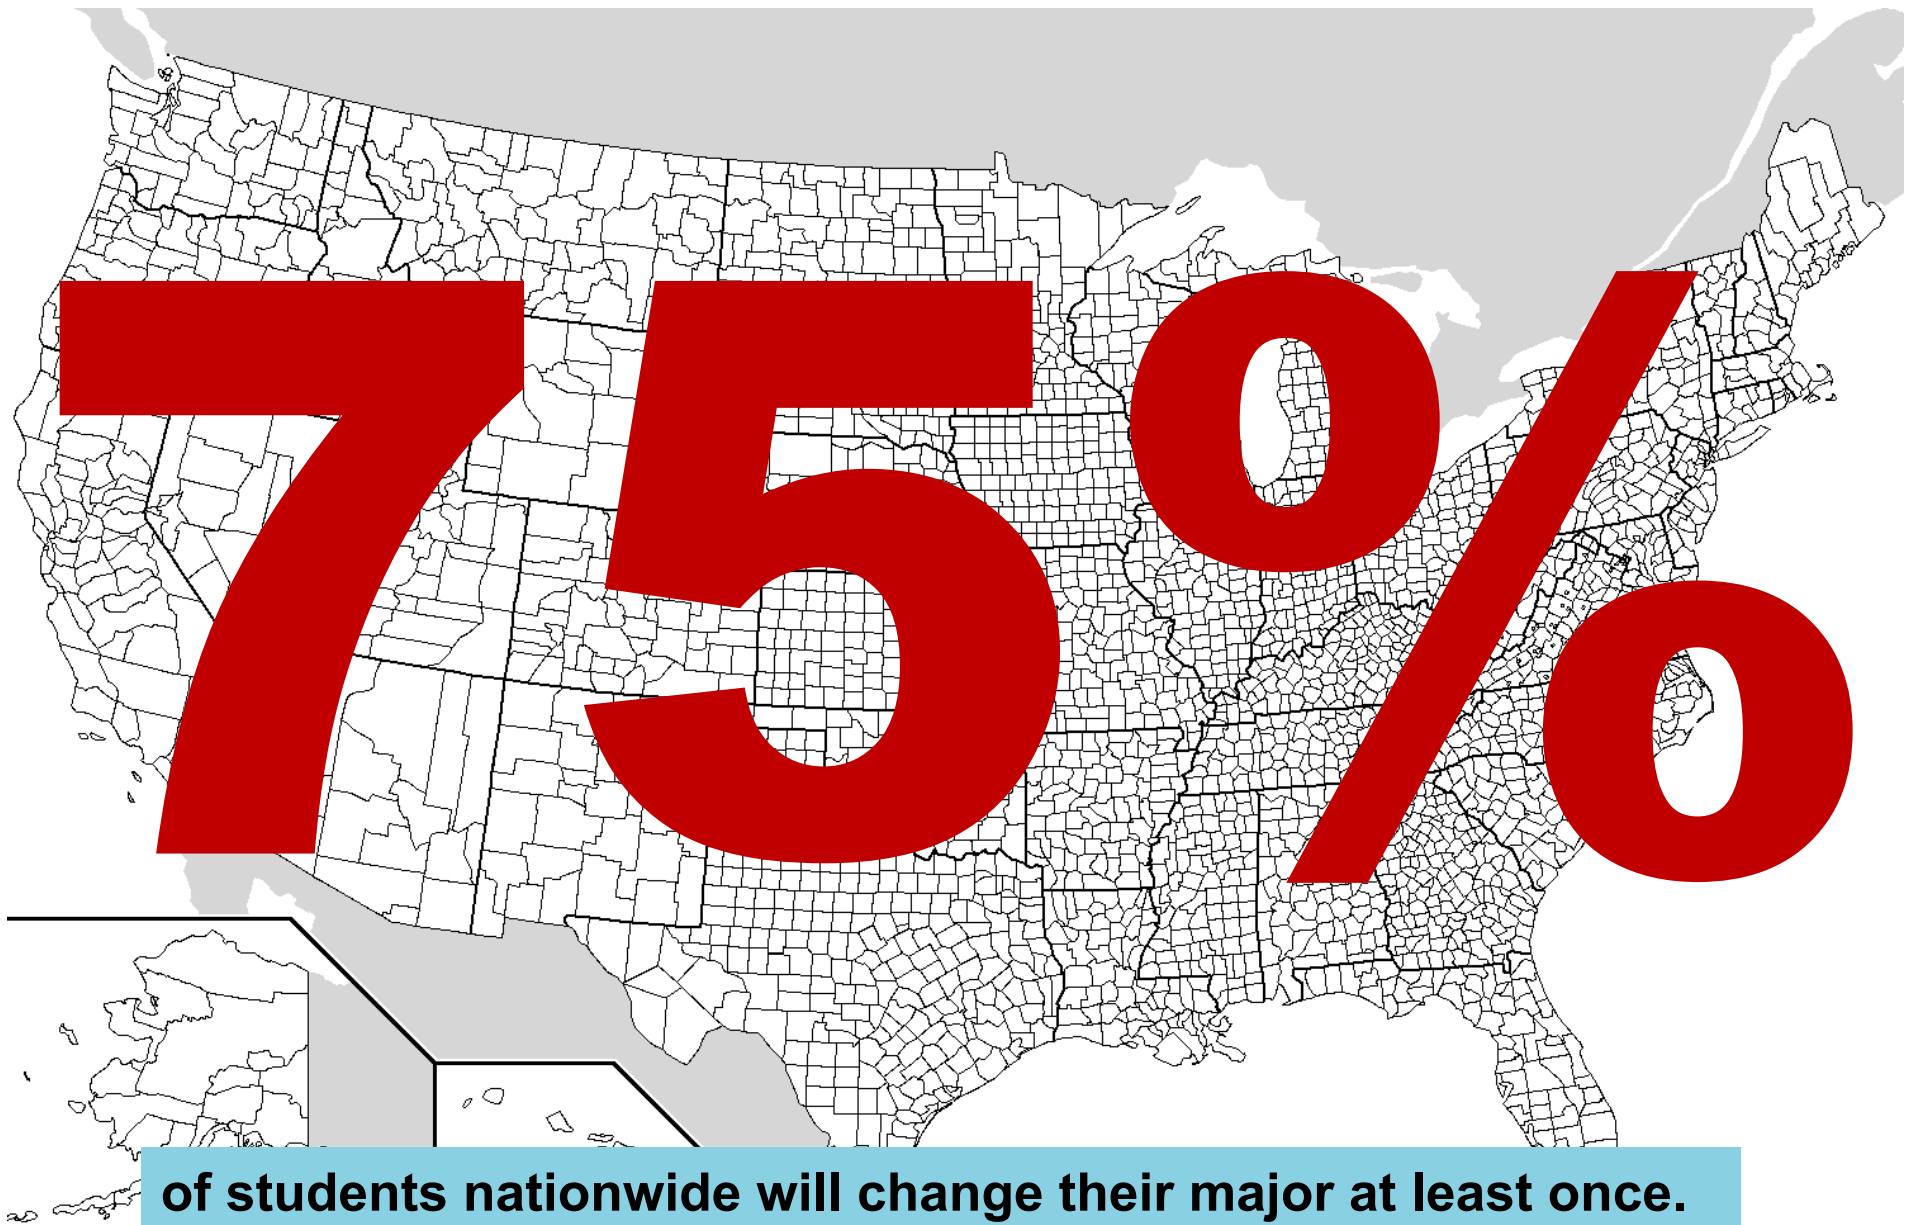 75%
of students nationwide will change their major at least once.